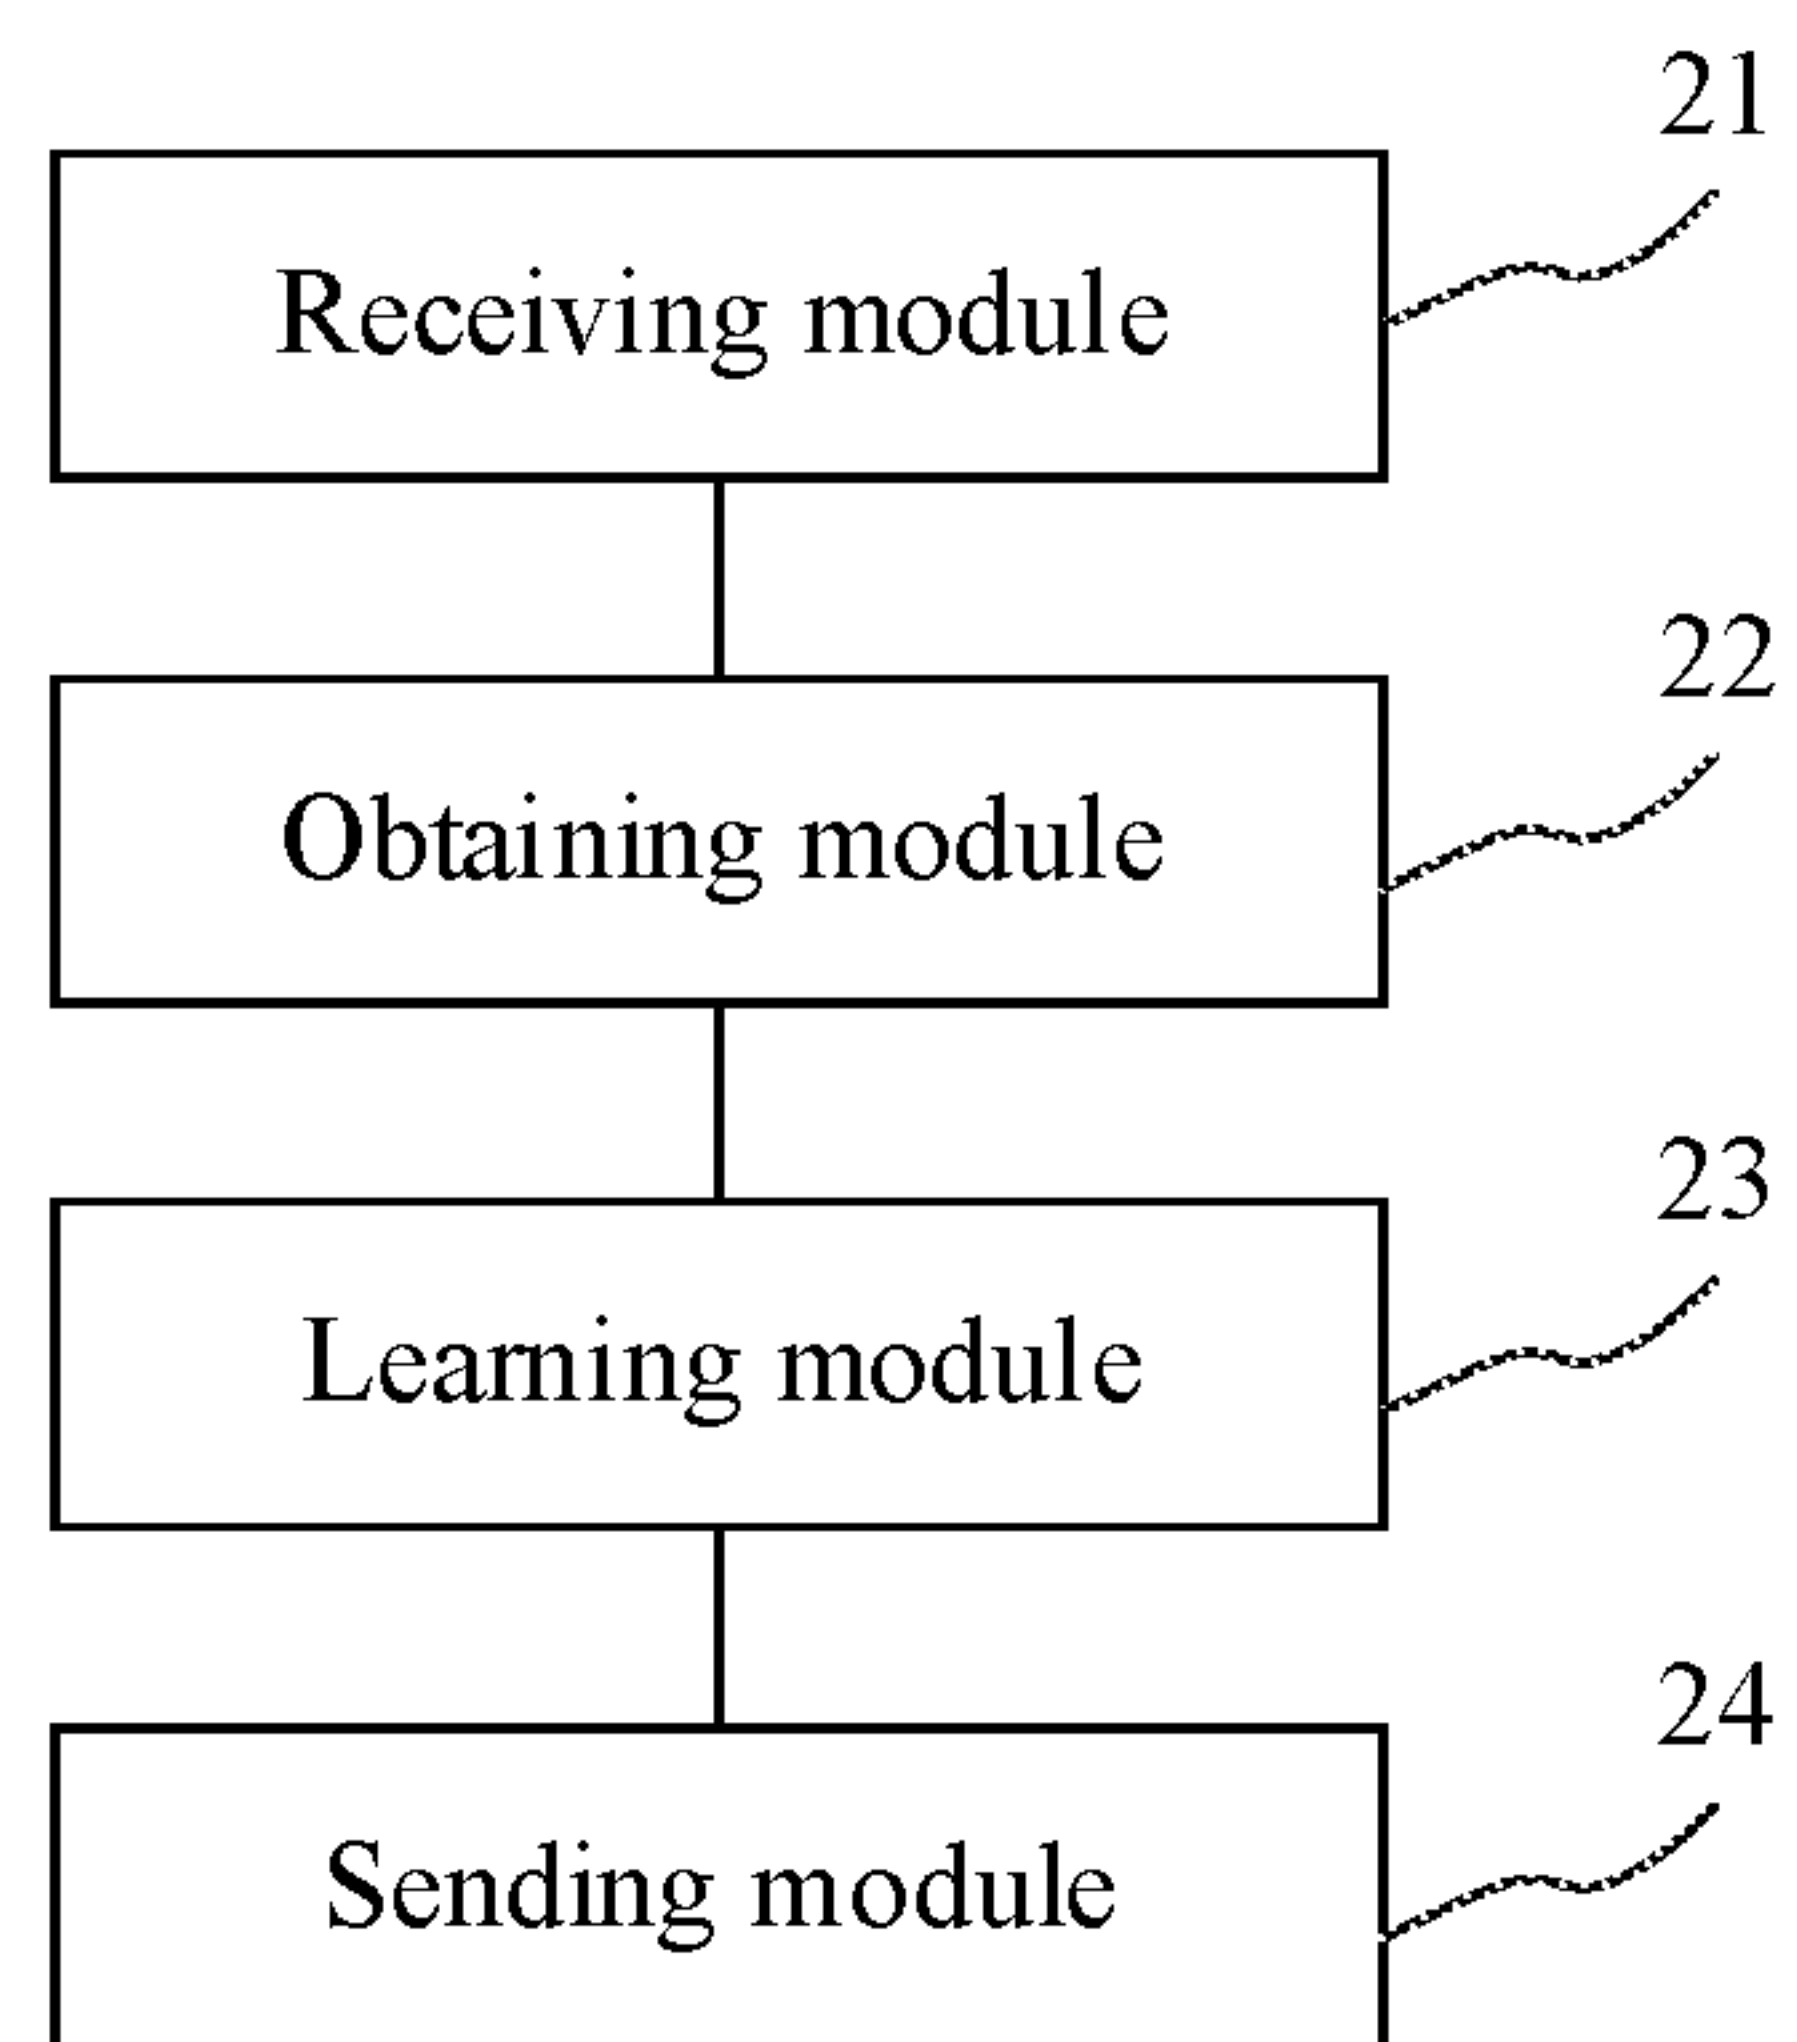 21
Receiving module
22
Obtaining module
23
Learning module
24
Sending module